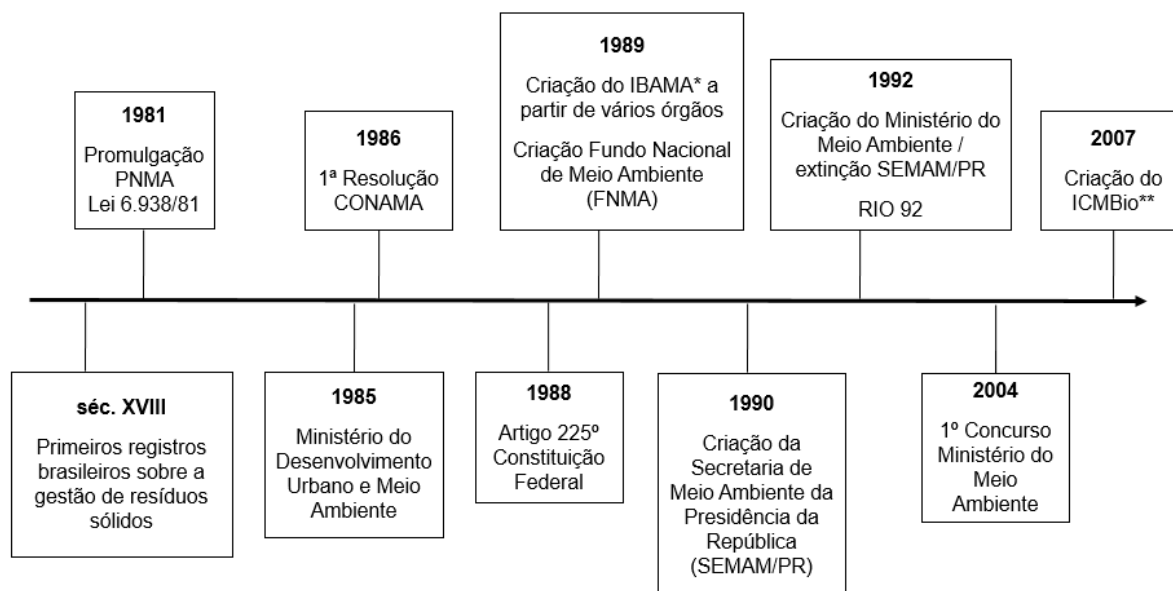 1981
Promulgação
PNMA
Lei 6.938/81
1986
1ª Resolução
CONAMA
1989
Criação do IBAMA* a
partir de vários órgãos
Criação Fundo Nacional
de Meio Ambiente
(FNMA)
1992
Criação do Ministério do
Meio Ambiente /
extinção SEMAM/PR
RIO 92
2007
Criação do
ICMBio**
séc. XVIII
Primeiros registros
brasileiros sobre a
gestão de resíduos
sólidos
1985
Ministério do
Desenvolvimento
Urbano e Meio
Ambiente
1988
Artigo 225º
Constituição
Federal
1990
Criação da
Secretaria de
Meio Ambiente da
Presidência da
República
(SEMAM/PR)
2004
1º Concurso
Ministério do
Meio
Ambiente